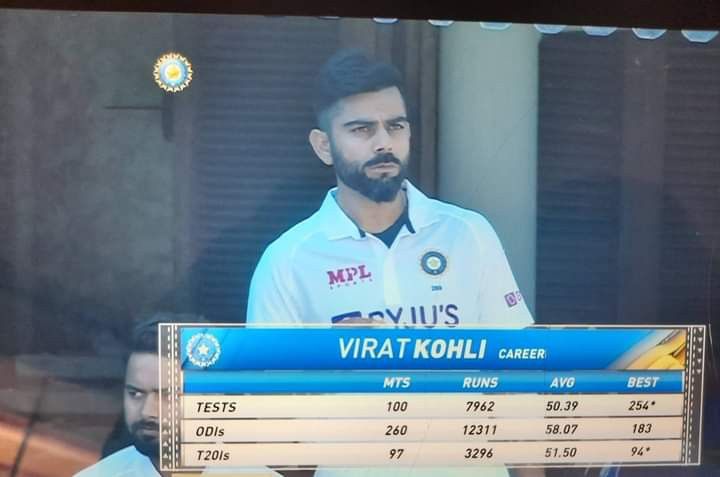 MPL
SPORTS
BYJU'S
VIRAT KOHLI CAREER
MTS RUNS AVG BEST
TESTS 100 7962 50.39 254*
ODIs 260 12311 58.07 183
T20Is 97 3296 51.50 94*